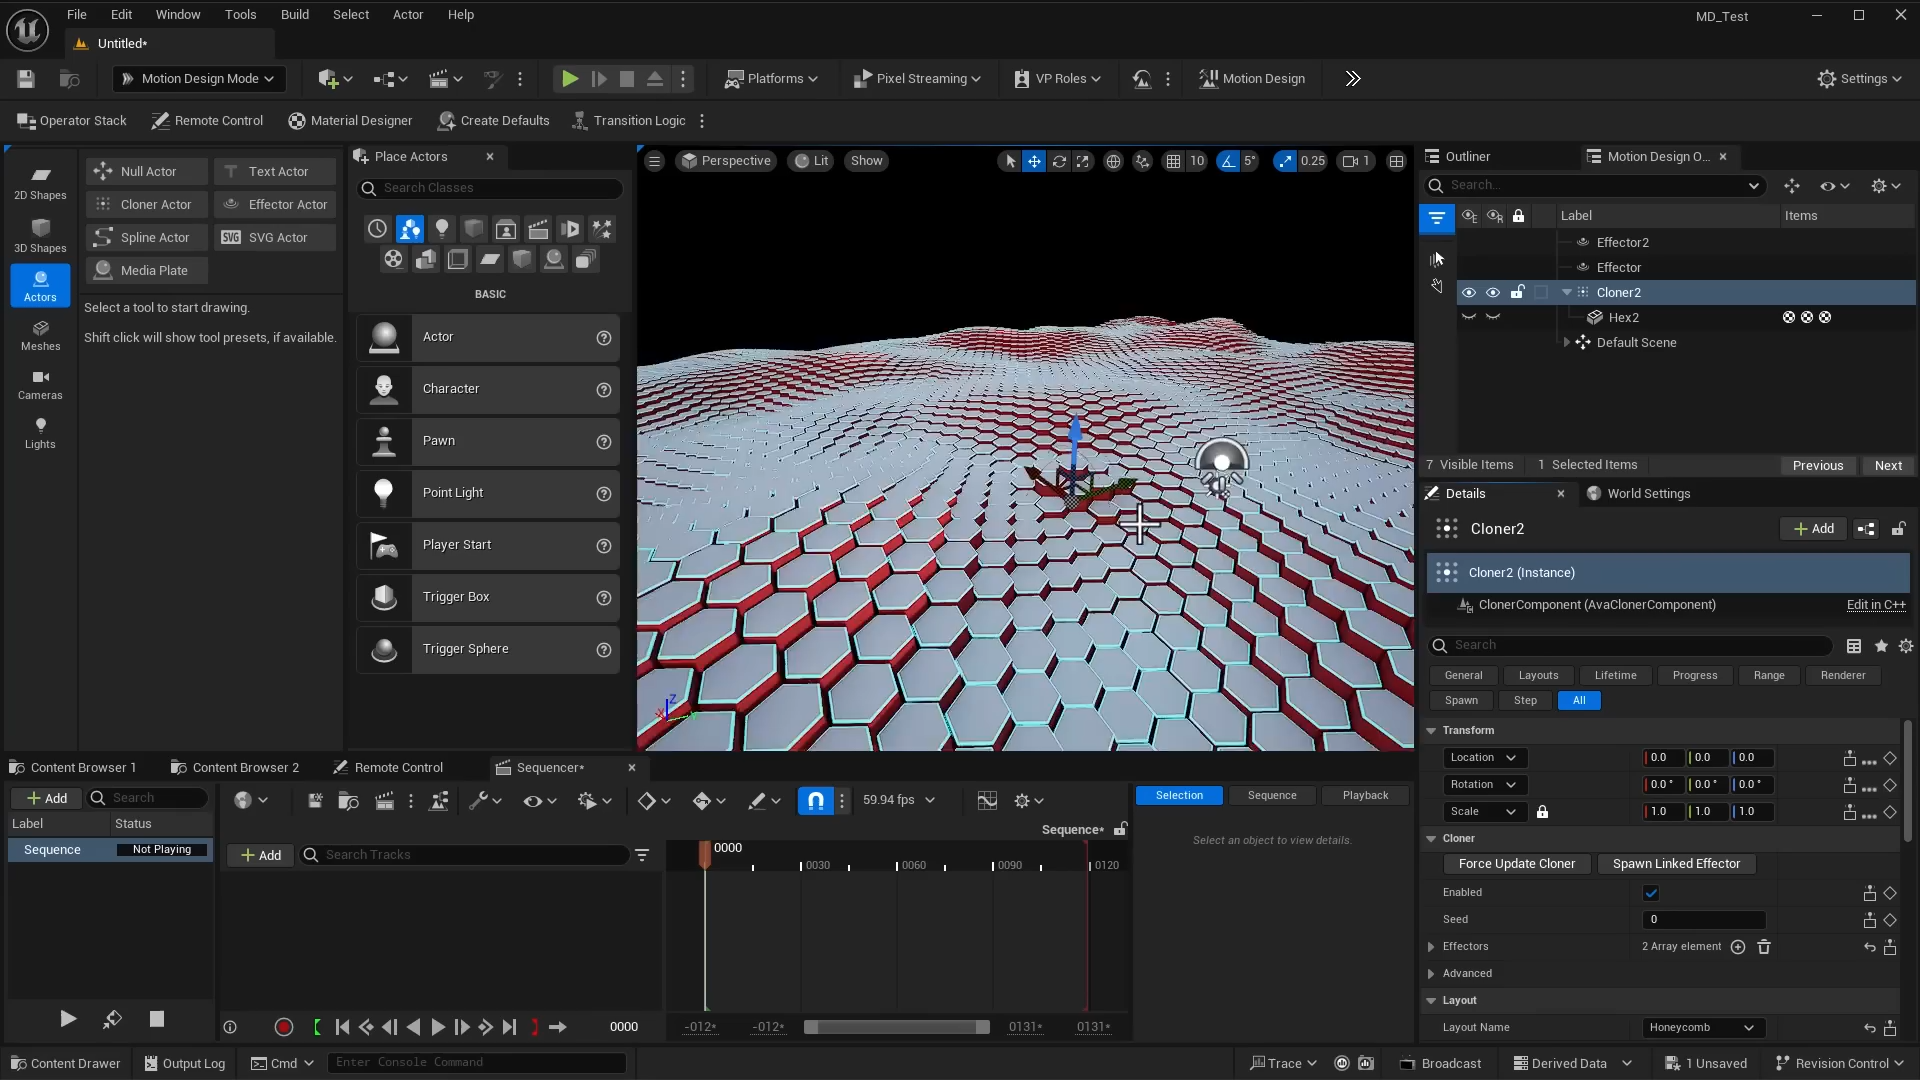 File Edit Window Tools Build Select Actor Help
MD_Test
Untitled*
Motion Design Mode
Platforms
Pixel Streaming
VP Roles
Motion Design
Settings
Operator Stack
Remote Control
Material Designer
Create Defaults
Transition Logic
2D Shapes
3D Shapes
Actors
Meshes
Cameras
Lights
Null Actor
Text Actor
Cloner Actor
Effector Actor
Spline Actor
SVG
SVG Actor
Media Plate
Select a tool to start drawing.
Shift click will show tool presets, if available.
Place Actors
Search Classes
BASIC
Actor
Character
Pawn
Point Light
Player Start
Trigger Box
Trigger Sphere
Perspective
Lit
Show
10
5°
0.25
1
Z
X
Outliner
Motion Design O...
Search...
Label
Items
Effector2
Effector
Cloner2
Hex2
Default Scene
7 Visible Items
1 Selected Items
Previous
Next
Details
World Settings
Cloner2
Add
Cloner2 (Instance)
ClonerComponent (AvaClonerComponent)
Edit in C++
Search
General
Layouts
Lifetime
Progress
Range
Renderer
Spawn
Step
All
Transform
Location
0.0
0.0
0.0
Rotation
0.0 °
0.0 °
0.0 °
Scale
1.0
1.0
1.0
Cloner
Force Update Cloner
Spawn Linked Effector
Enabled
Seed
0
Effectors
2 Array element
Advanced
Layout
Layout Name
Honeycomb
Content Browser 1
Content Browser 2
Remote Control
Sequencer*
Add
Search
Label
Status
Sequence
Not Playing
59.94 fps
Sequence*
Add
Search Tracks
0000
0030
0060
0090
0120
Selection
Sequence
Playback
Select an object to view details.
0000
-012*
-012*
0131*
0131*
Content Drawer
Output Log
Cmd
Enter Console Command
Trace
Broadcast
Derived Data
1 Unsaved
Revision Control